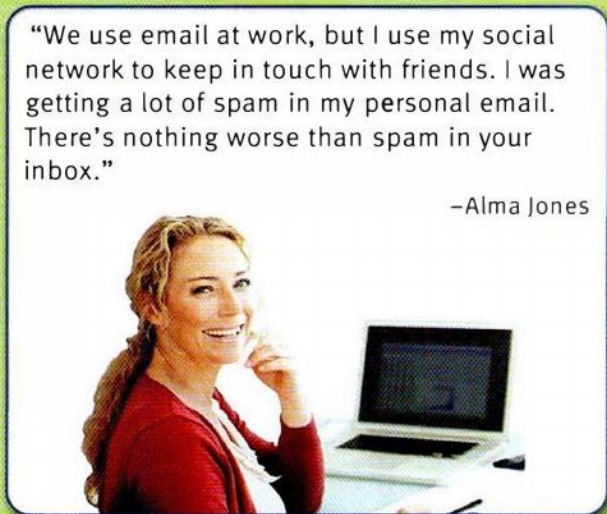 “We use email at work, but I use my social
network to keep in touch with friends. I was
getting a lot of spam in my personal email.
There’s nothing worse than spam in your
inbox.”
–Alma Jones